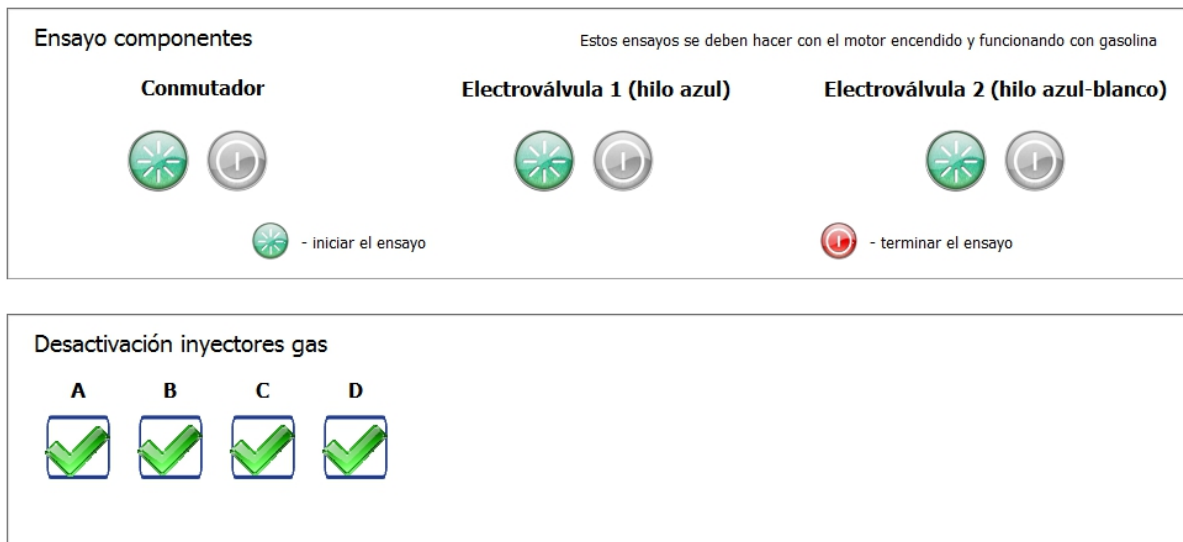 Ensayo componentes
Estos ensayos se deben hacer con el motor encendido y funcionando con gasolina
Conmutador
Electroválvula 1 (hilo azul)
Electroválvula 2 (hilo azul-blanco)
- iniciar el ensayo
- terminar el ensayo
Desactivación inyectores gas
A B C D